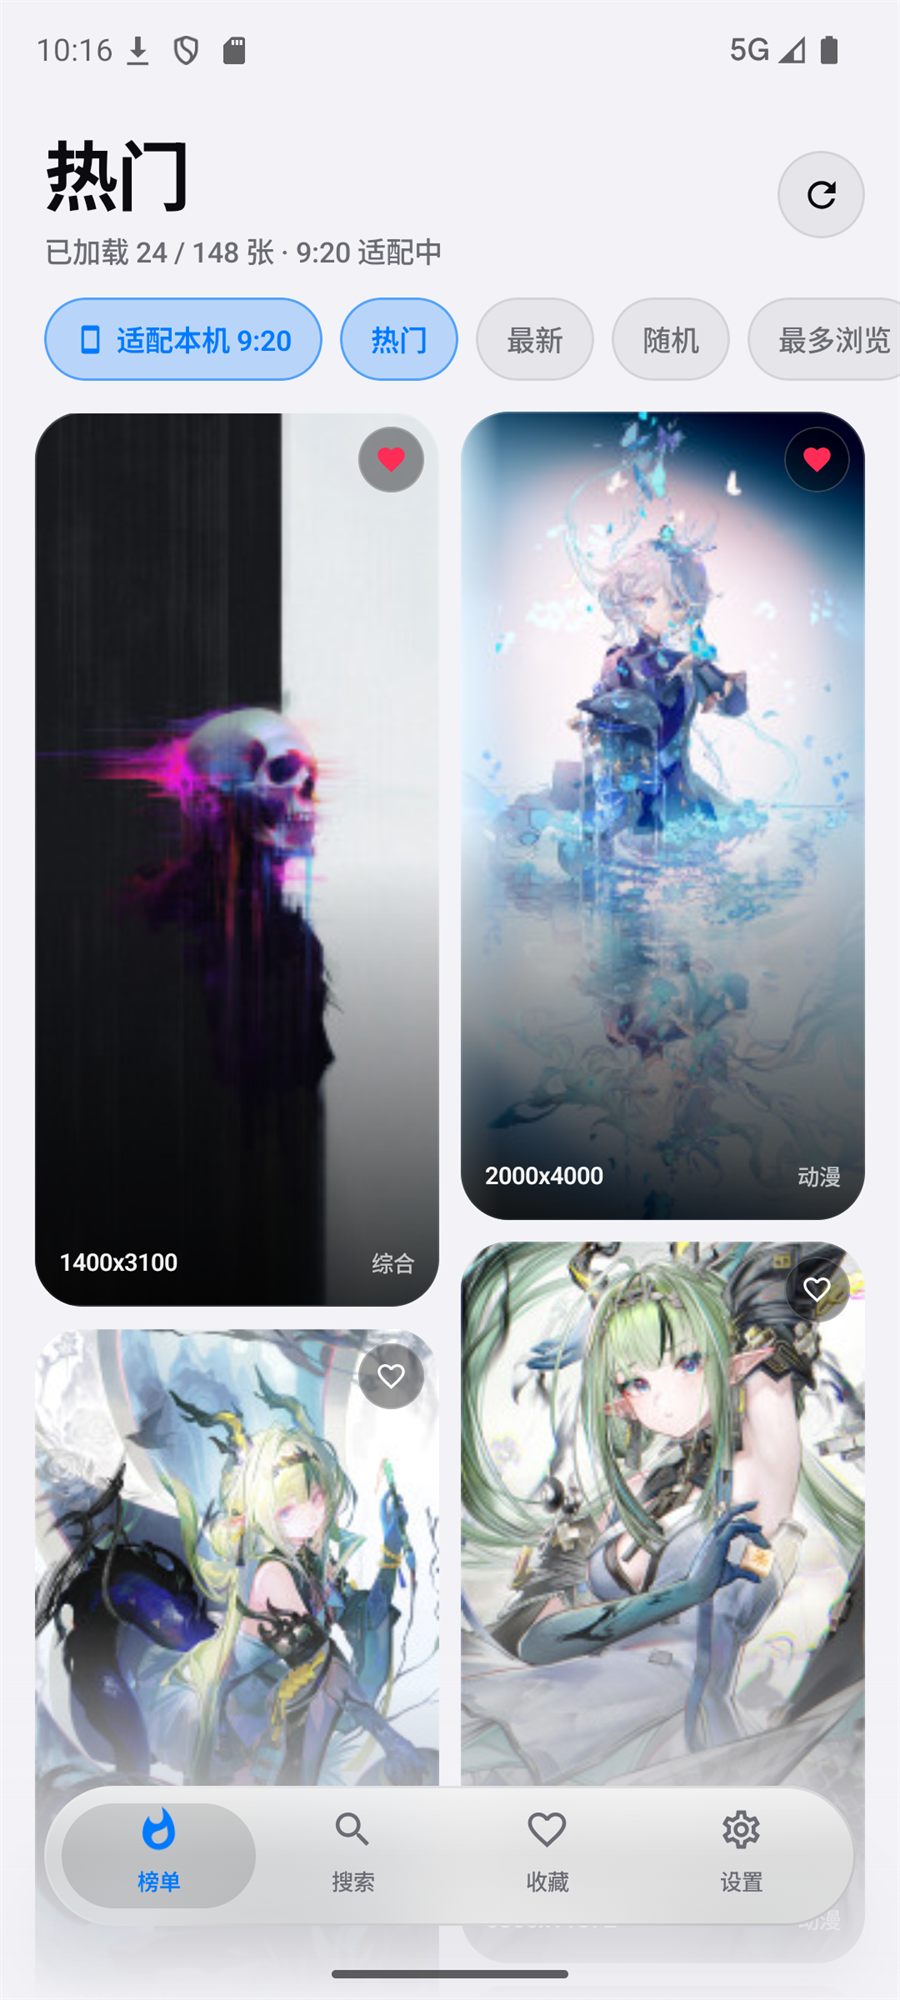 10:16
5G
热门
已加载 24 / 148 张 · 9:20 适配中
适配本机 9:20 热门 最新 随机 最多浏览
2000x4000 动漫
1400x3100 综合
榜单 搜索 收藏 设置
动漫